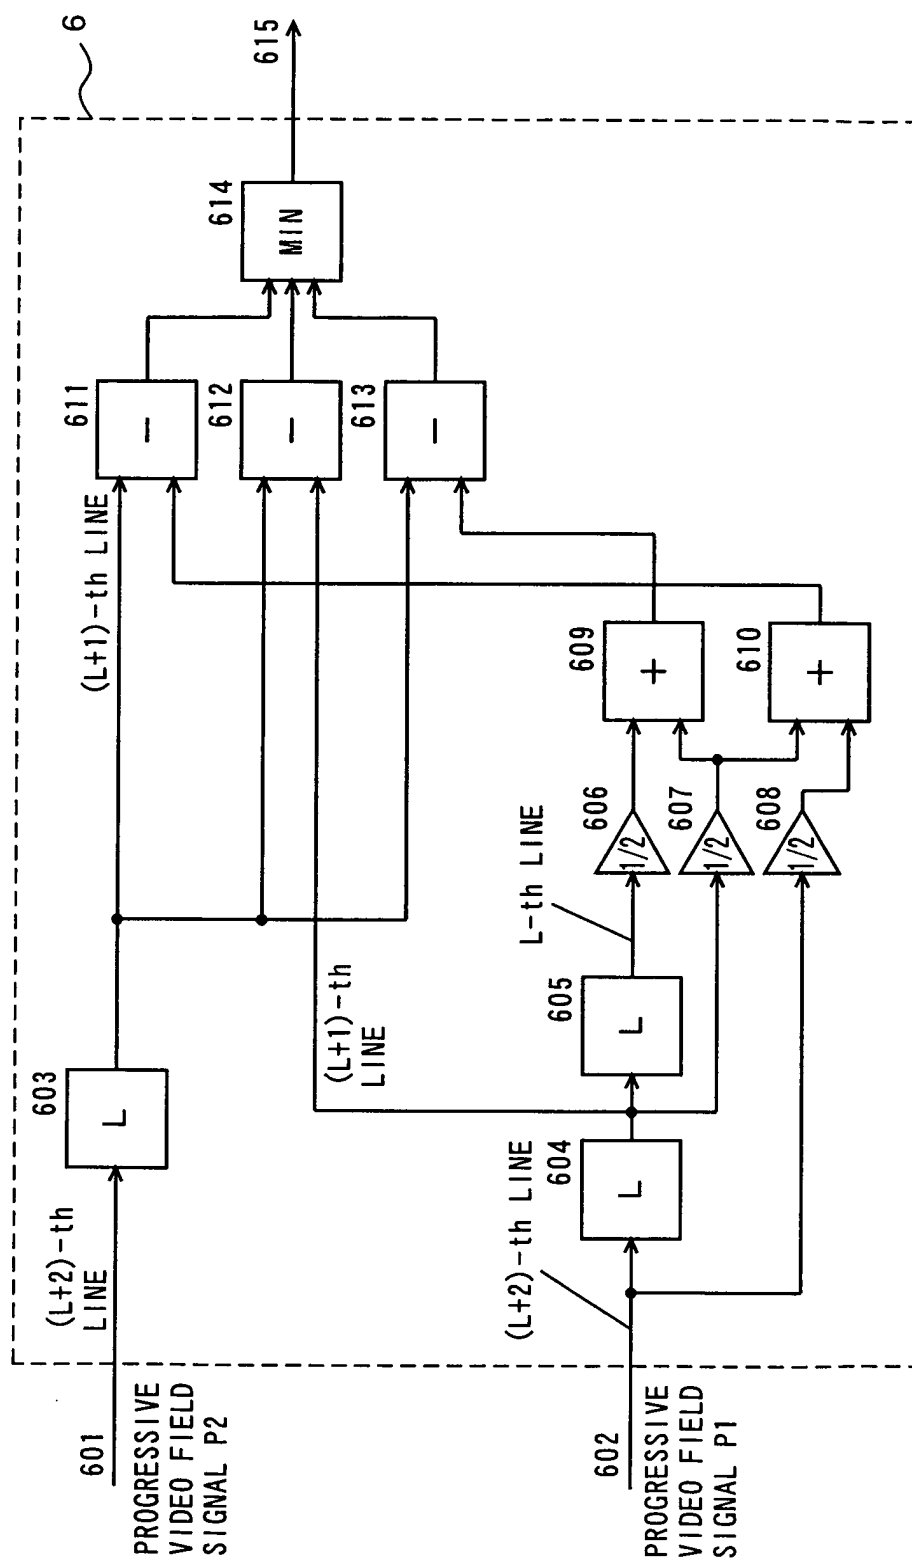 6
601
PROGRESSIVE
VIDEO FIELD
SIGNAL P2
(L+2)-th
LINE
603
L
(L+1)-th LINE
611
−
612
−
613
−
614
MIN
615
602
PROGRESSIVE
VIDEO FIELD
SIGNAL P1
(L+2)-th LINE
604
L
(L+1)-th
LINE
605
L
L-th LINE
606
1/2
607
1/2
608
1/2
609
+
610
+